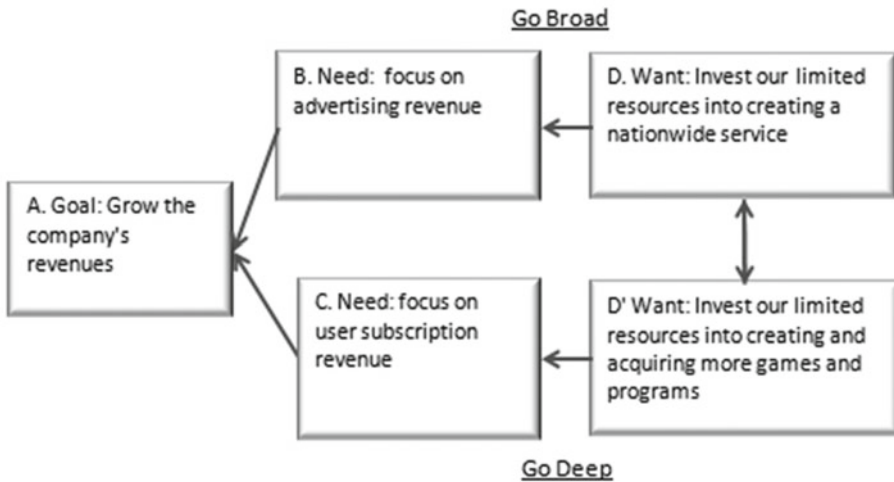 Go Broad
B. Need: focus on
advertising revenue
D. Want: Invest our limited
resources into creating a
nationwide service
A. Goal: Grow the
company's
revenues
C. Need: focus on
user subscription
revenue
D' Want: Invest our limited
resources into creating and
acquiring more games and
programs
Go Deep